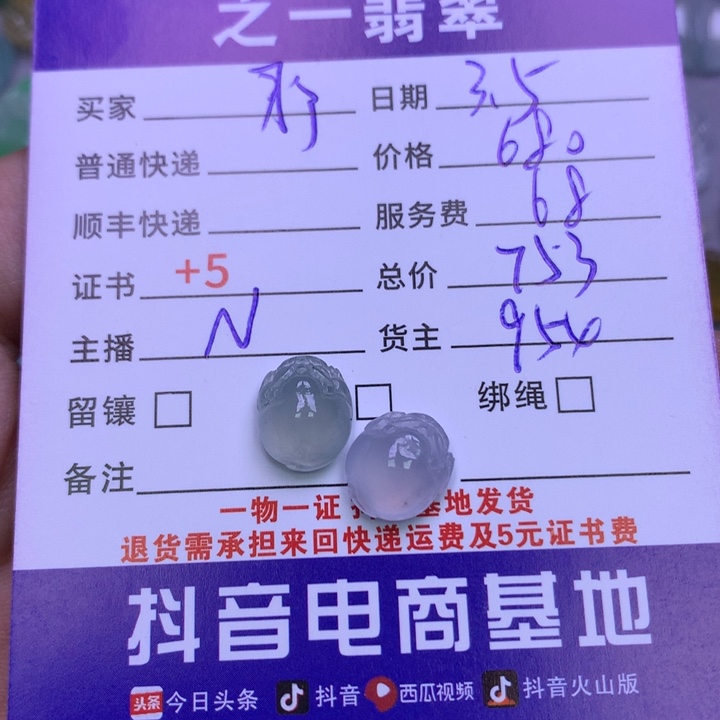 之一翡翠
买家 日期 3.5
普通快递 价格 680
顺丰快递 服务费 68
证书 +5 总价 753
主播 N 货主 956
留镶 绑绳
备注
一物一证 基地发货
退货需承担来回快递运费及5元证书费
抖音电商基地
头条 今日头条 抖音 西瓜视频 抖音火山版